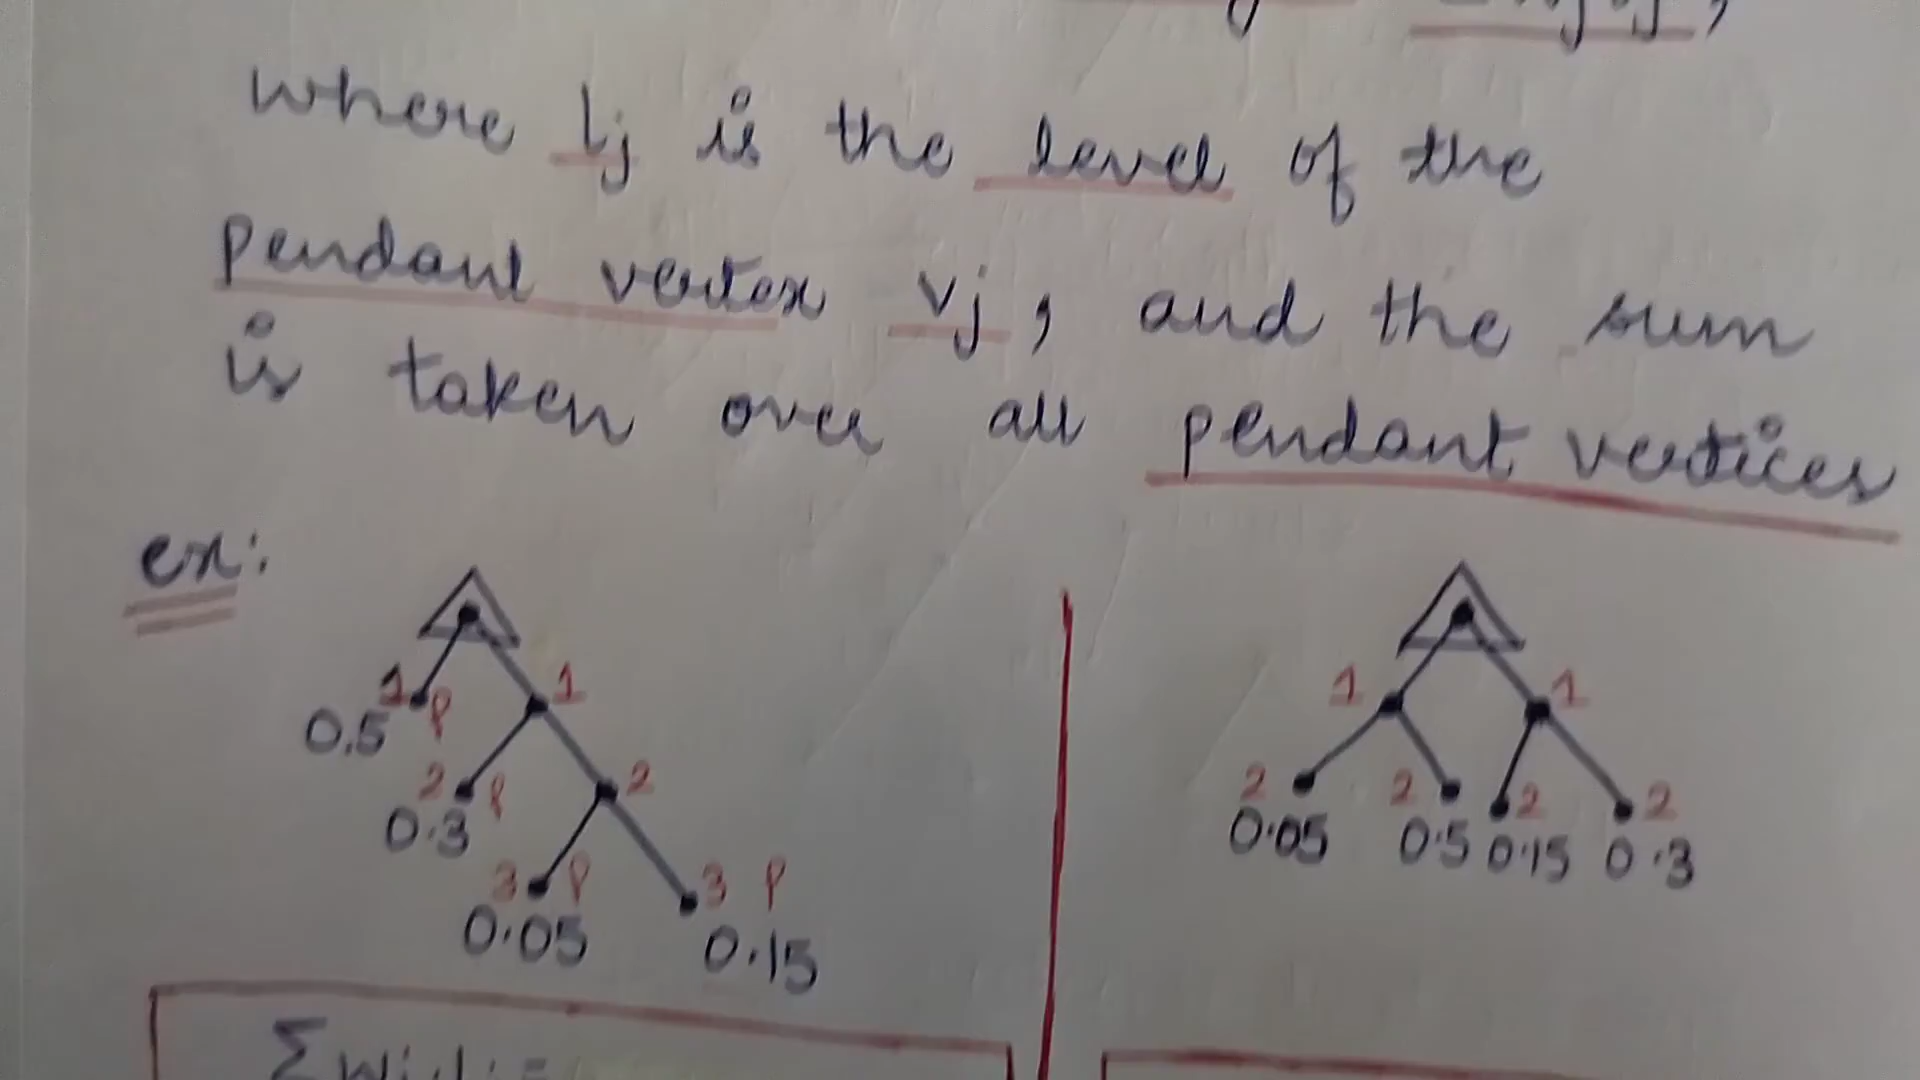 where lj is the level of the
pendant vertex vj, and the sum
is taken over all pendant vertices
ex:
1 P 1
0.5
2 P 2
0.3
3 P 3 P
0.05 0.15
1 1
2 2 2 2
0.05 0.5 0.15 0.3